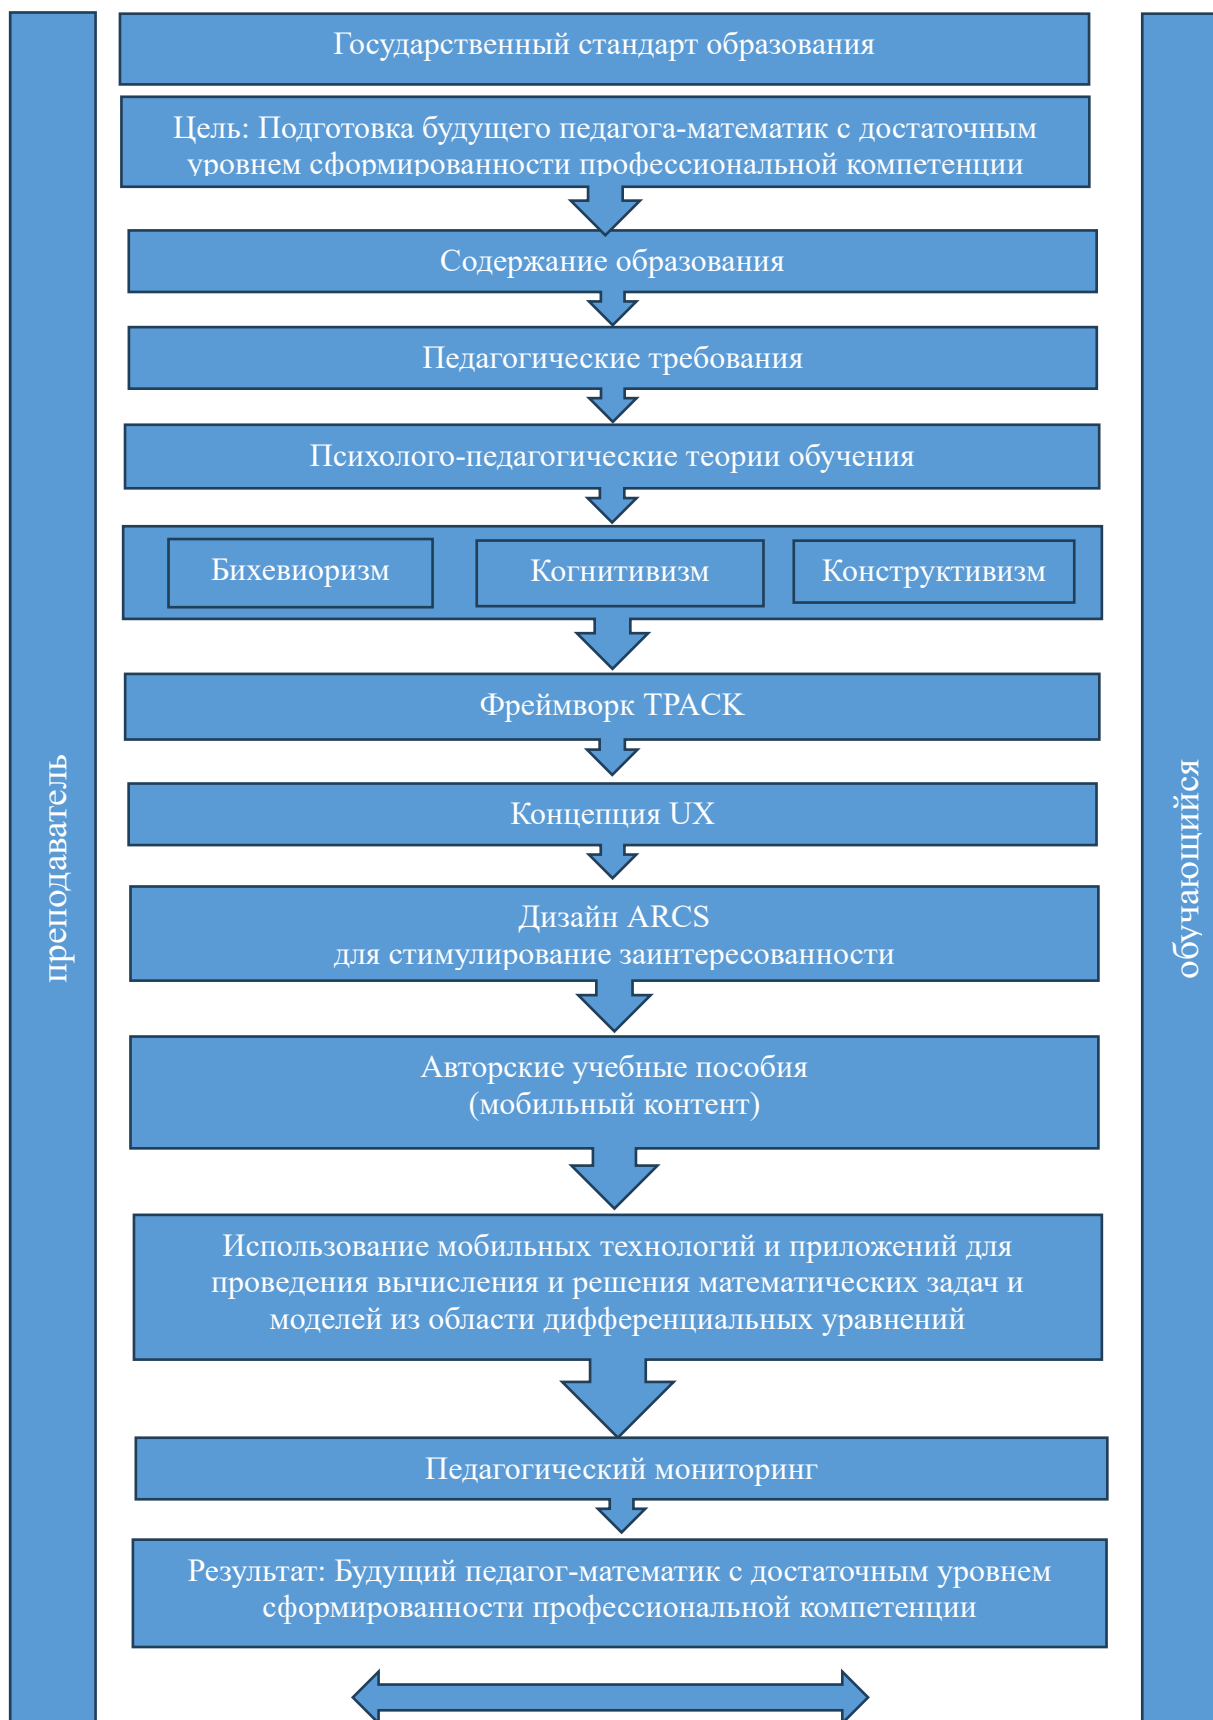 Государственный стандарт образования
Цель: Подготовка будущего педагога-математик с достаточным
уровнем сформированности профессиональной компетенции
Содержание образования
Педагогические требования
Психолого-педагогические теории обучения
Бихевиоризм
Когнитивизм
Конструктивизм
Фреймворк TPACK
Концепция UX
Дизайн ARCS
для стимулирование заинтересованности
Авторские учебные пособия
(мобильный контент)
Использование мобильных технологий и приложений для
проведения вычисления и решения математических задач и
моделей из области дифференциальных уравнений
Педагогический мониторинг
Результат: Будущий педагог-математик с достаточным уровнем
сформированности профессиональной компетенции
преподаватель
обучающийся